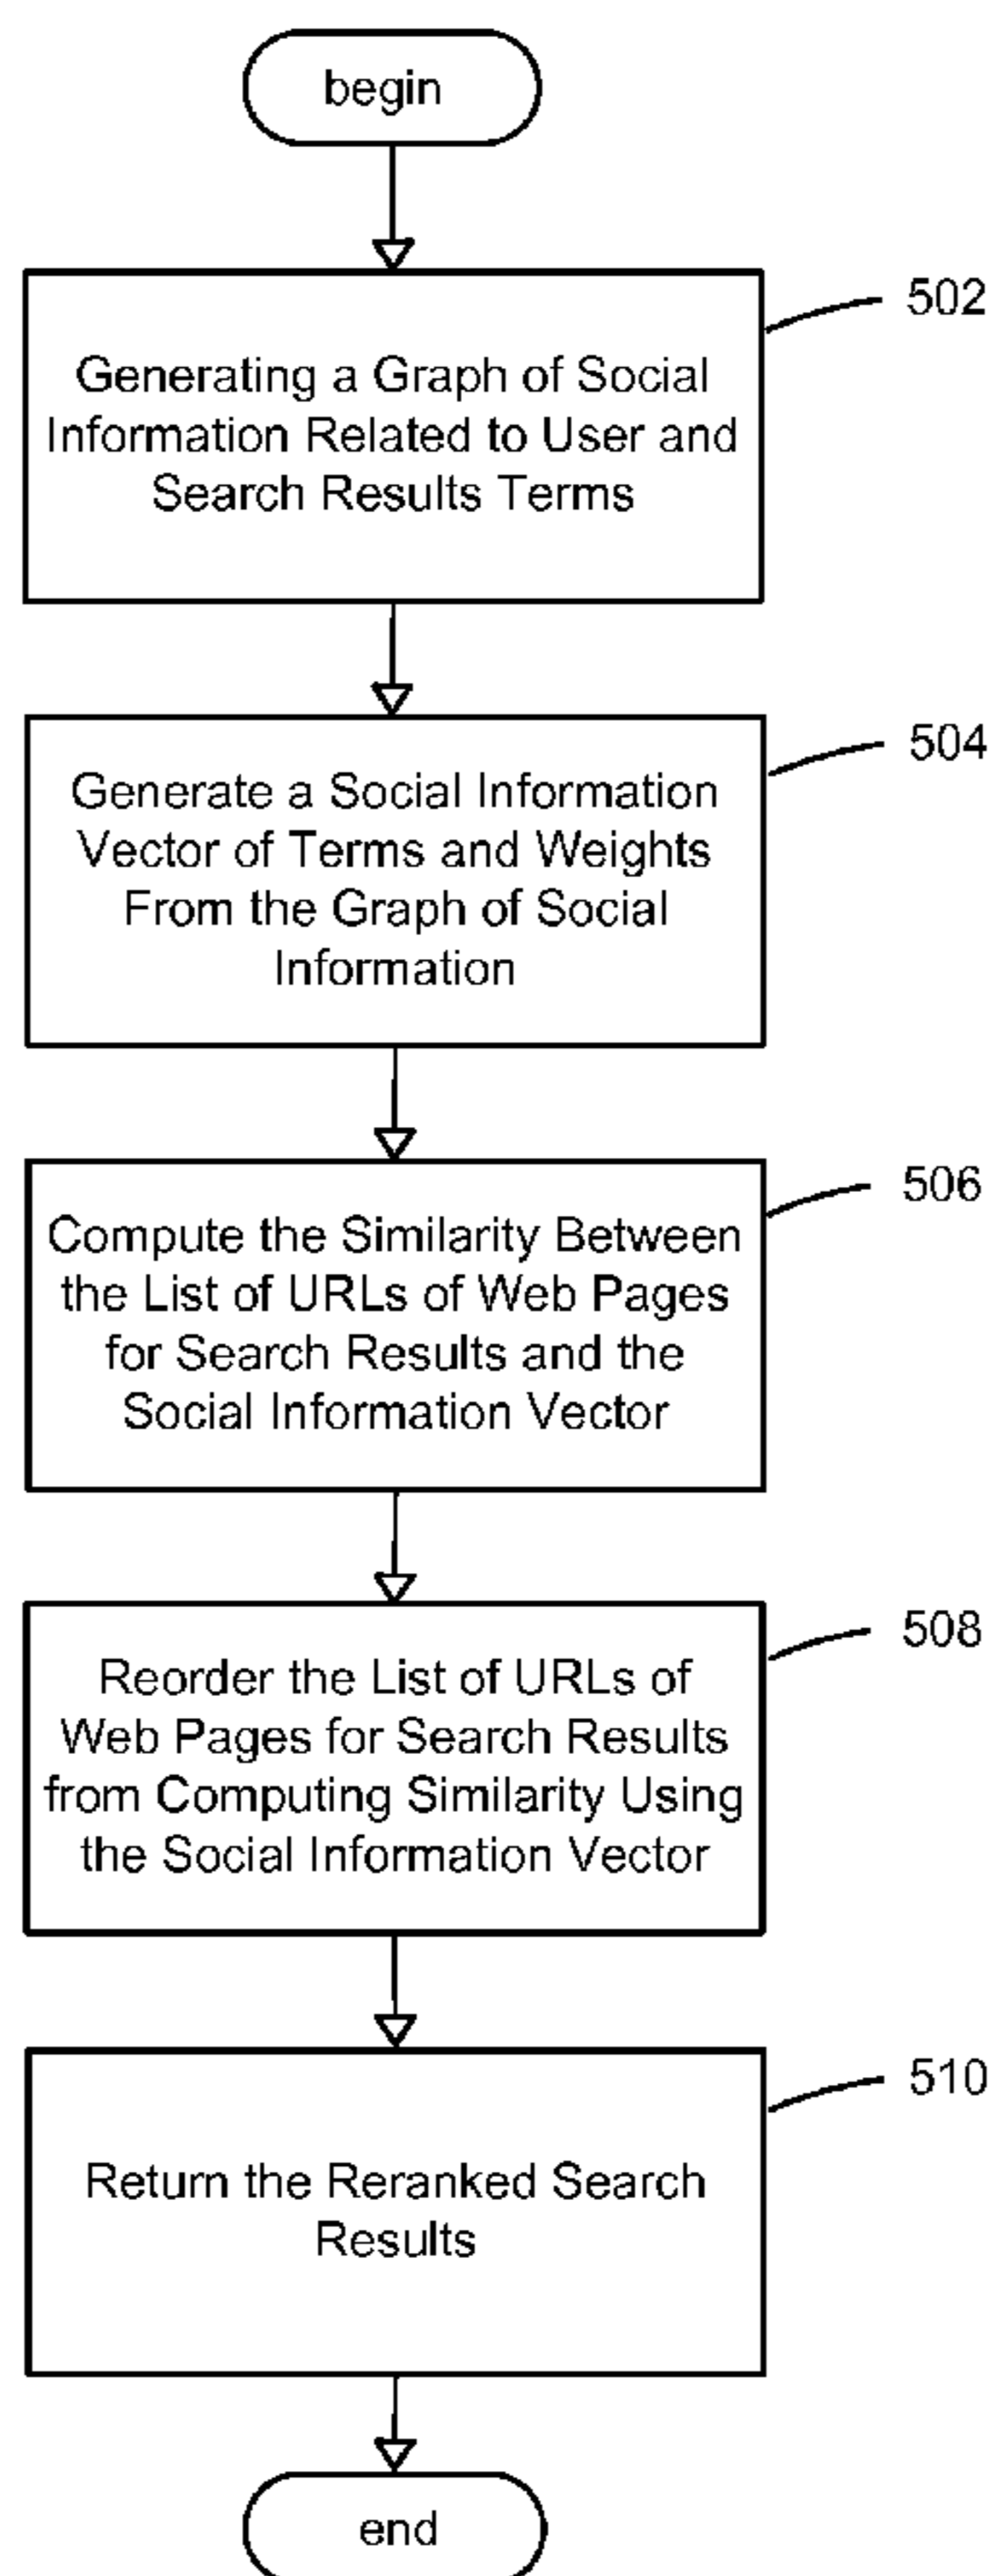 begin
502
Generating a Graph of Social
Information Related to User and
Search Results Terms
504
Generate a Social Information
Vector of Terms and Weights
From the Graph of Social
Information
506
Compute the Similarity Between
the List of URLs of Web Pages
for Search Results and the
Social Information Vector
508
Reorder the List of URLs of
Web Pages for Search Results
from Computing Similarity Using
the Social Information Vector
510
Return the Reranked Search
Results
end